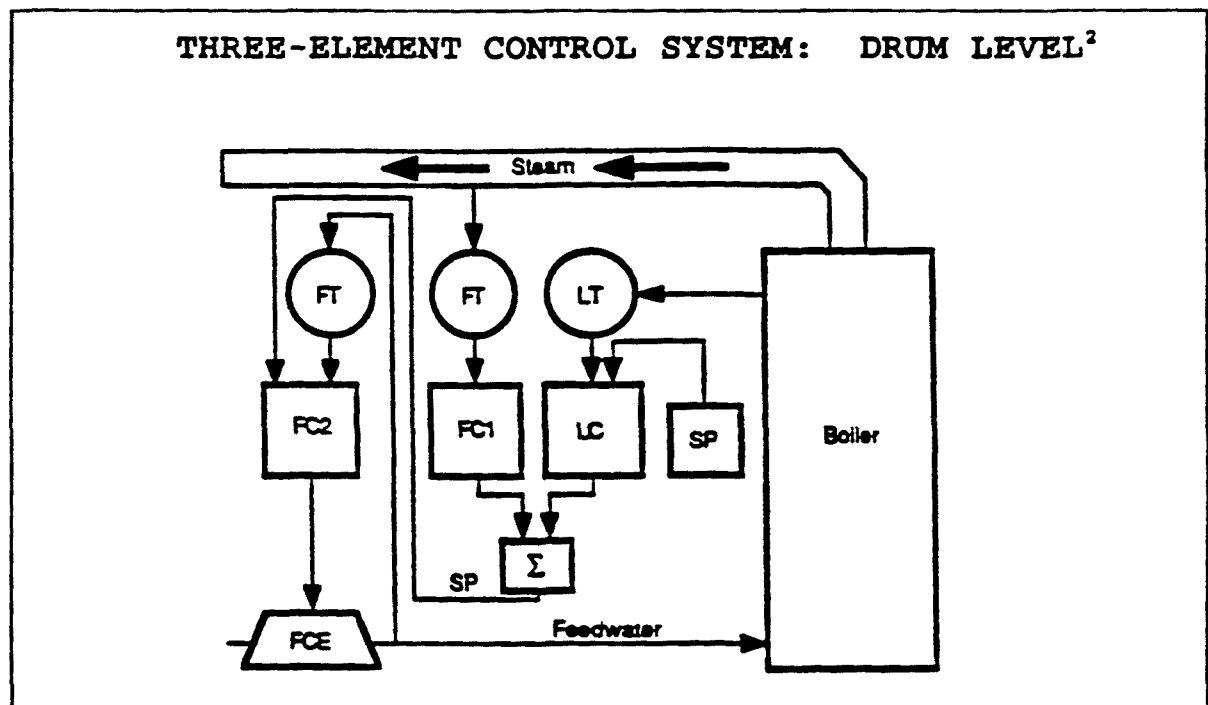 THREE-ELEMENT CONTROL SYSTEM: DRUM LEVEL²
Steam
FT
FT
LT
FC2
FC1
LC
SP
Boiler
Σ
SP
FCE
Feedwater